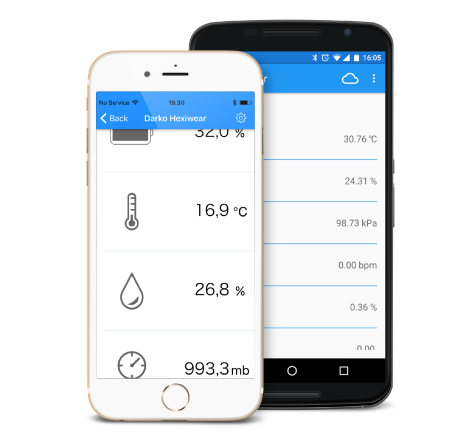 No Service 19.30
Back Darko Hexiwear
32,0 %
16,9 °C
26,8 %
993,3 mb
16:05
r
30.76 °C
24.31 %
98.73 kPa
0.00 bpm
0.36 %
0.00